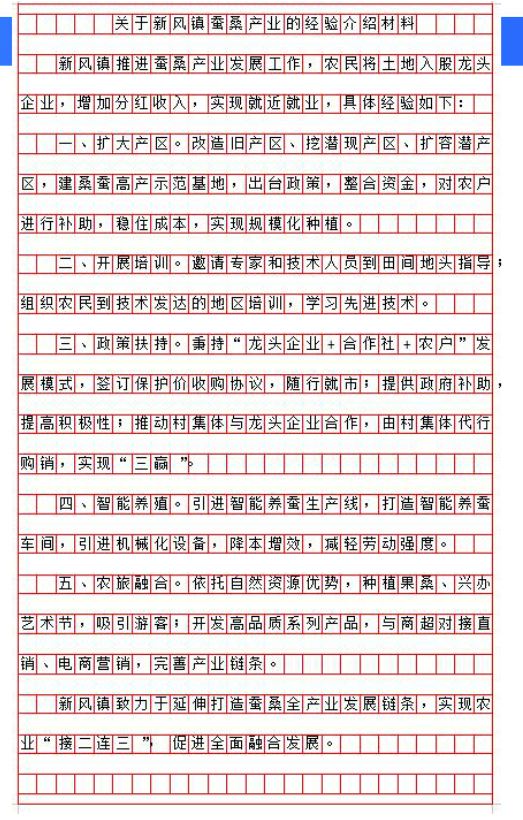 关于新风镇蚕桑产业的经验介绍材料
新风镇推进蚕桑产业发展工作，农民将土地入股龙头
企业，增加分红收入，实现就近就业，具体经验如下：
一、扩大产区。改造旧产区、挖潜现产区、扩容潜产
区，建桑蚕高产示范基地，出台政策，整合资金，对农户
进行补助，稳住成本，实现规模化种植。
二、开展培训。邀请专家和技术人员到田间地头指导；
组织农民到技术发达的地区培训，学习先进技术。
三、政策扶持。秉持“龙头企业+合作社+农户”发
展模式，签订保护价收购协议，随行就市；提供政府补助，
提高积极性；推动村集体与龙头企业合作，由村集体代行
购销，实现“三赢”。
四、智能养殖。引进智能养蚕生产线，打造智能养蚕
车间，引进机械化设备，降本增效，减轻劳动强度。
五、农旅融合。依托自然资源优势，种植果桑、兴办
艺术节，吸引游客；开发高品质系列产品，与商超对接直
销、电商营销，完善产业链条。
新风镇致力于延伸打造蚕桑全产业发展链条，实现农
业“接二连三”，促进全面融合发展。